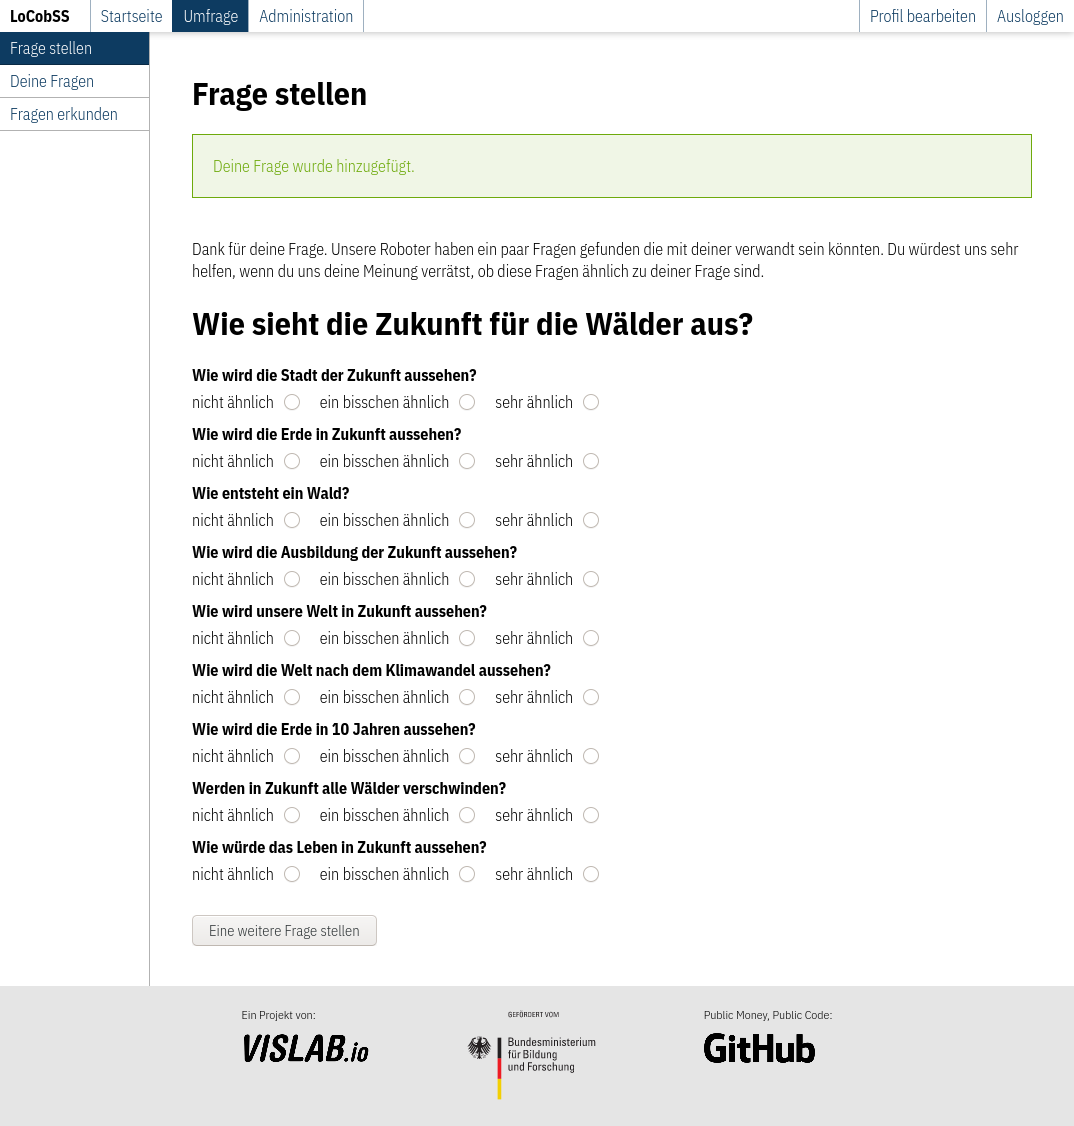 LoCobSS Startseite Umfrage Administration Profil bearbeiten Ausloggen
Frage stellen
Deine Fragen
Fragen erkunden
Frage stellen
Deine Frage wurde hinzugefügt.
Dank für deine Frage. Unsere Roboter haben ein paar Fragen gefunden die mit deiner verwandt sein könnten. Du würdest uns sehr
helfen, wenn du uns deine Meinung verrätst, ob diese Fragen ähnlich zu deiner Frage sind.
Wie sieht die Zukunft für die Wälder aus?
Wie wird die Stadt der Zukunft aussehen?
nicht ähnlich ein bisschen ähnlich sehr ähnlich
Wie wird die Erde in Zukunft aussehen?
nicht ähnlich ein bisschen ähnlich sehr ähnlich
Wie entsteht ein Wald?
nicht ähnlich ein bisschen ähnlich sehr ähnlich
Wie wird die Ausbildung der Zukunft aussehen?
nicht ähnlich ein bisschen ähnlich sehr ähnlich
Wie wird unsere Welt in Zukunft aussehen?
nicht ähnlich ein bisschen ähnlich sehr ähnlich
Wie wird die Welt nach dem Klimawandel aussehen?
nicht ähnlich ein bisschen ähnlich sehr ähnlich
Wie wird die Erde in 10 Jahren aussehen?
nicht ähnlich ein bisschen ähnlich sehr ähnlich
Werden in Zukunft alle Wälder verschwinden?
nicht ähnlich ein bisschen ähnlich sehr ähnlich
Wie würde das Leben in Zukunft aussehen?
nicht ähnlich ein bisschen ähnlich sehr ähnlich
Eine weitere Frage stellen
Ein Projekt von:
VISLAB.io
GEFÖRDERT VOM
Bundesministerium
für Bildung
und Forschung
Public Money, Public Code:
GitHub